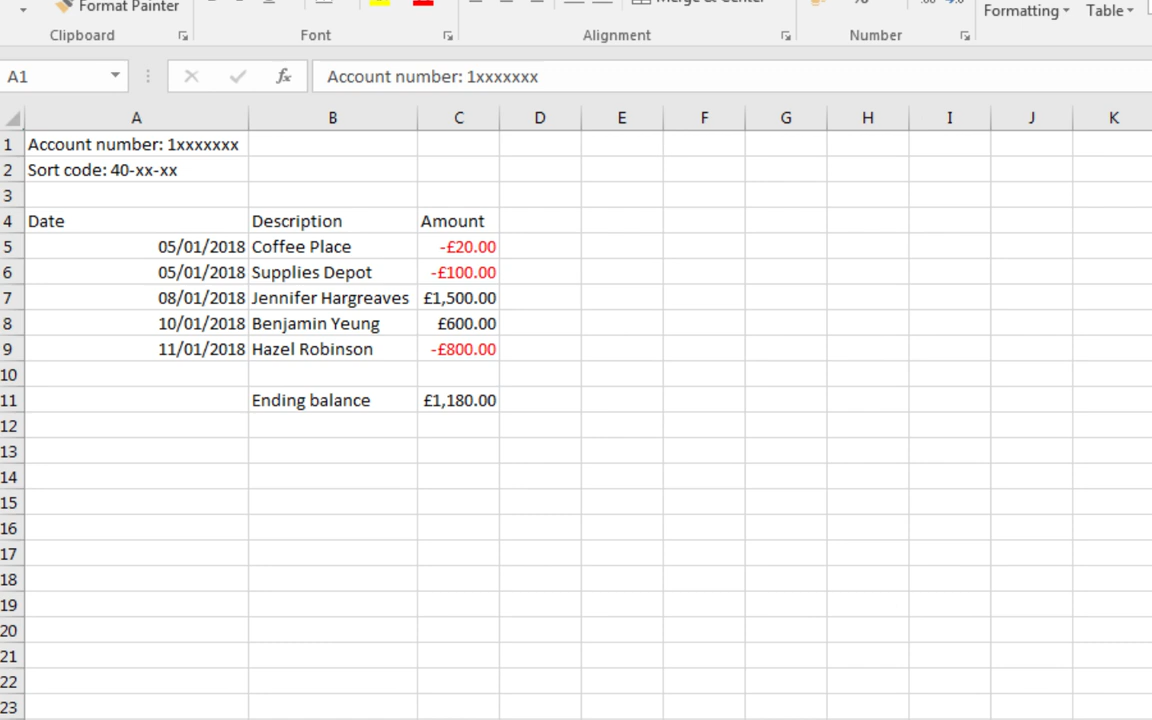 Format Painter Merge & Center Formatting Table
Clipboard Font Alignment Number
A1 fx Account number: 1xxxxxxx
A B C D E F G H I J K
1 Account number: 1xxxxxxx
2 Sort code: 40-xx-xx
3
4 Date Description Amount
5 05/01/2018 Coffee Place -£20.00
6 05/01/2018 Supplies Depot -£100.00
7 08/01/2018 Jennifer Hargreaves £1,500.00
8 10/01/2018 Benjamin Yeung £600.00
9 11/01/2018 Hazel Robinson -£800.00
10
11 Ending balance £1,180.00
12
13
14
15
16
17
18
19
20
21
22
23